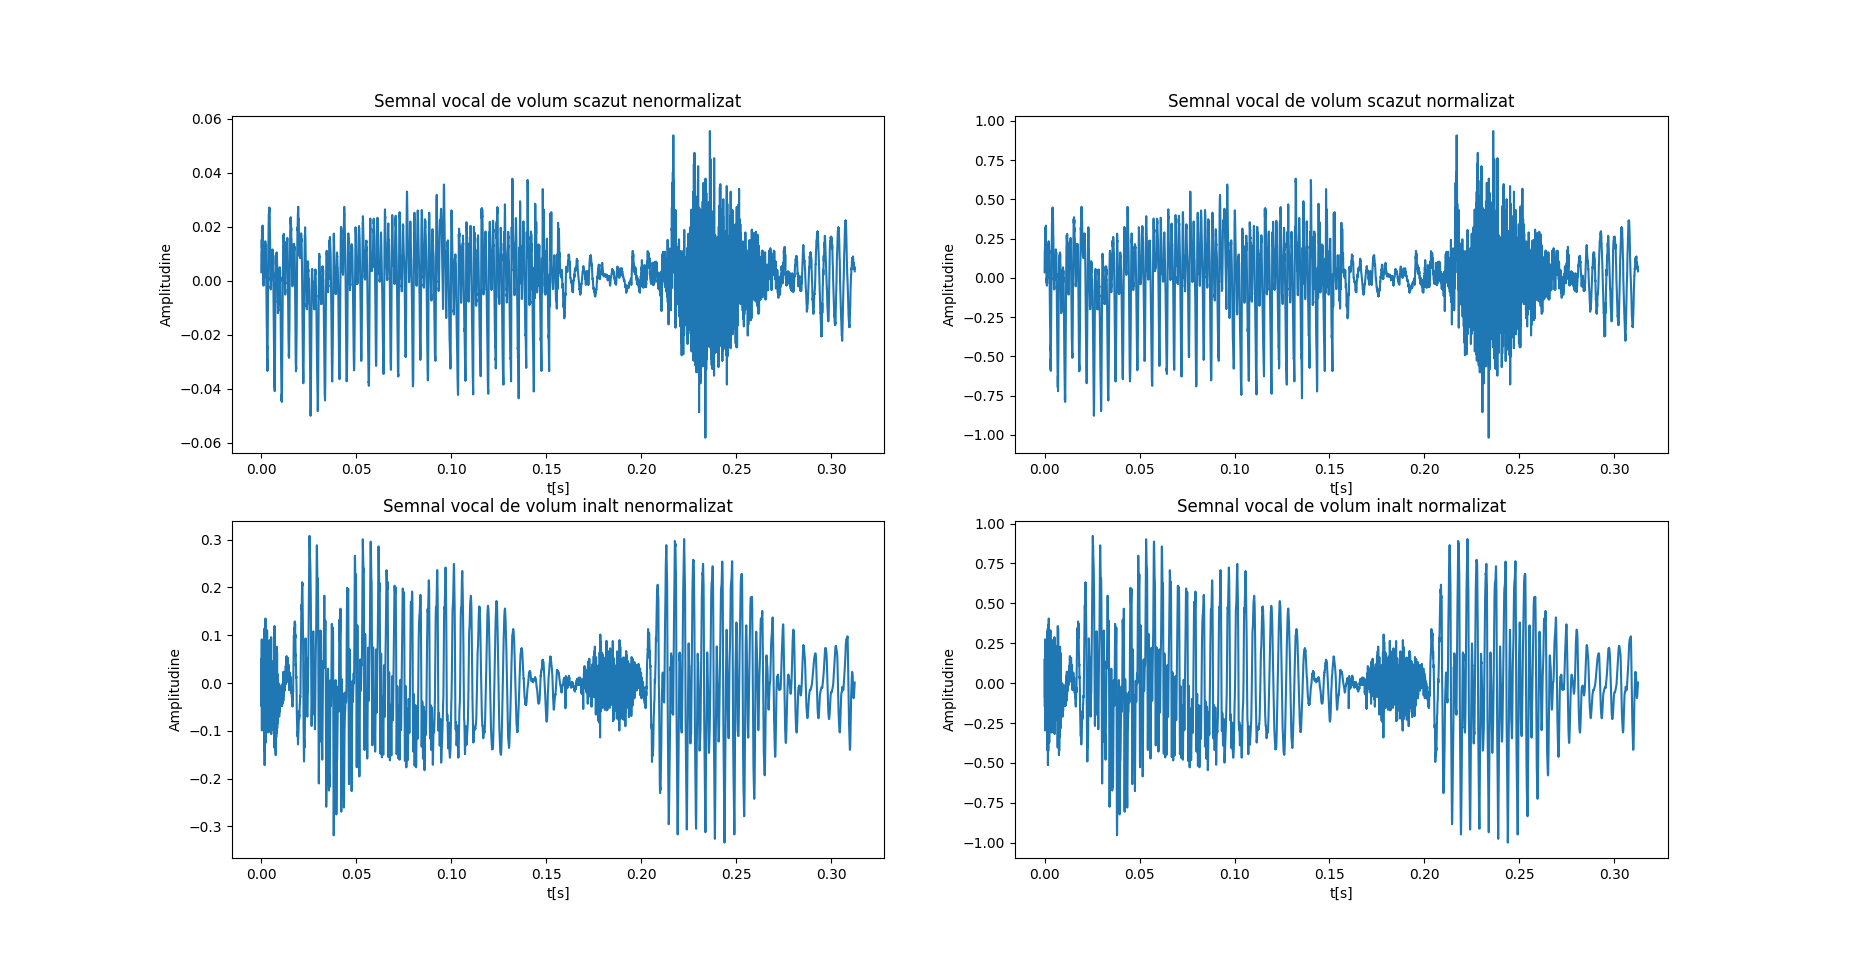 Semnal vocal de volum scazut nenormalizat
0.06
0.04
0.02
0.00
−0.02
−0.04
−0.06
Amplitudine
0.00 0.05 0.10 0.15 0.20 0.25 0.30
t[s]
Semnal vocal de volum scazut normalizat
1.00
0.75
0.50
0.25
0.00
−0.25
−0.50
−0.75
−1.00
Amplitudine
0.00 0.05 0.10 0.15 0.20 0.25 0.30
t[s]
Semnal vocal de volum inalt nenormalizat
0.3
0.2
0.1
0.0
−0.1
−0.2
−0.3
Amplitudine
0.00 0.05 0.10 0.15 0.20 0.25 0.30
t[s]
Semnal vocal de volum inalt normalizat
1.00
0.75
0.50
0.25
0.00
−0.25
−0.50
−0.75
−1.00
Amplitudine
0.00 0.05 0.10 0.15 0.20 0.25 0.30
t[s]